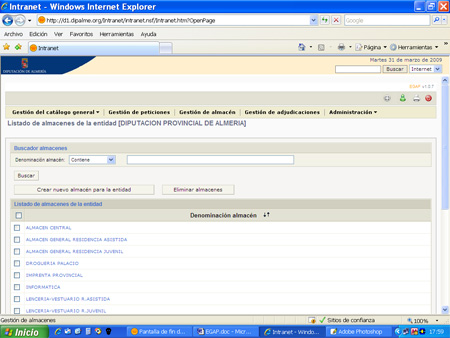 Intranet - Windows Internet Explorer
http://d1.dipalme.org/Intranet/intranet.nsf/Intranet.htm?OpenPage
Google
Archivo Edición Ver Favoritos Herramientas Ayuda
Intranet
Página Herramientas
Martes 31 de marzo de 2009
DIPUTACIÓN DE ALMERÍA
Buscar Internet
Gestión del catálogo general Gestión de peticiones Gestión de almacén Gestión de adjudicaciones Administración
Listado de almacenes de la entidad [DIPUTACION PROVINCIAL DE ALMERIA]
Buscador almacenes
Denominación almacén: Contiene
Buscar
Crear nuevo almacén para la entidad Eliminar almacenes
Listado de almacenes de la entidad
Denominación almacén
ALMACEN CENTRAL
ALMACEN GENERAL RESIDENCIA ASISTIDA
ALMACEN GENERAL RESIDENCIA JUVENIL
DROGUERIA PALACIO
IMPRENTA PROVINCIAL
INFORMATICA
LENCERIA-VESTUARIO R.ASISTIDA
LENCERIA-VESTUARIO R.JUVENIL
Gestión de almacenes Sitios de confianza 100%
Inicio Pantalla de fin d... EGAP.doc - Micr... Intranet - Windo... Adobe Photoshop 17:59